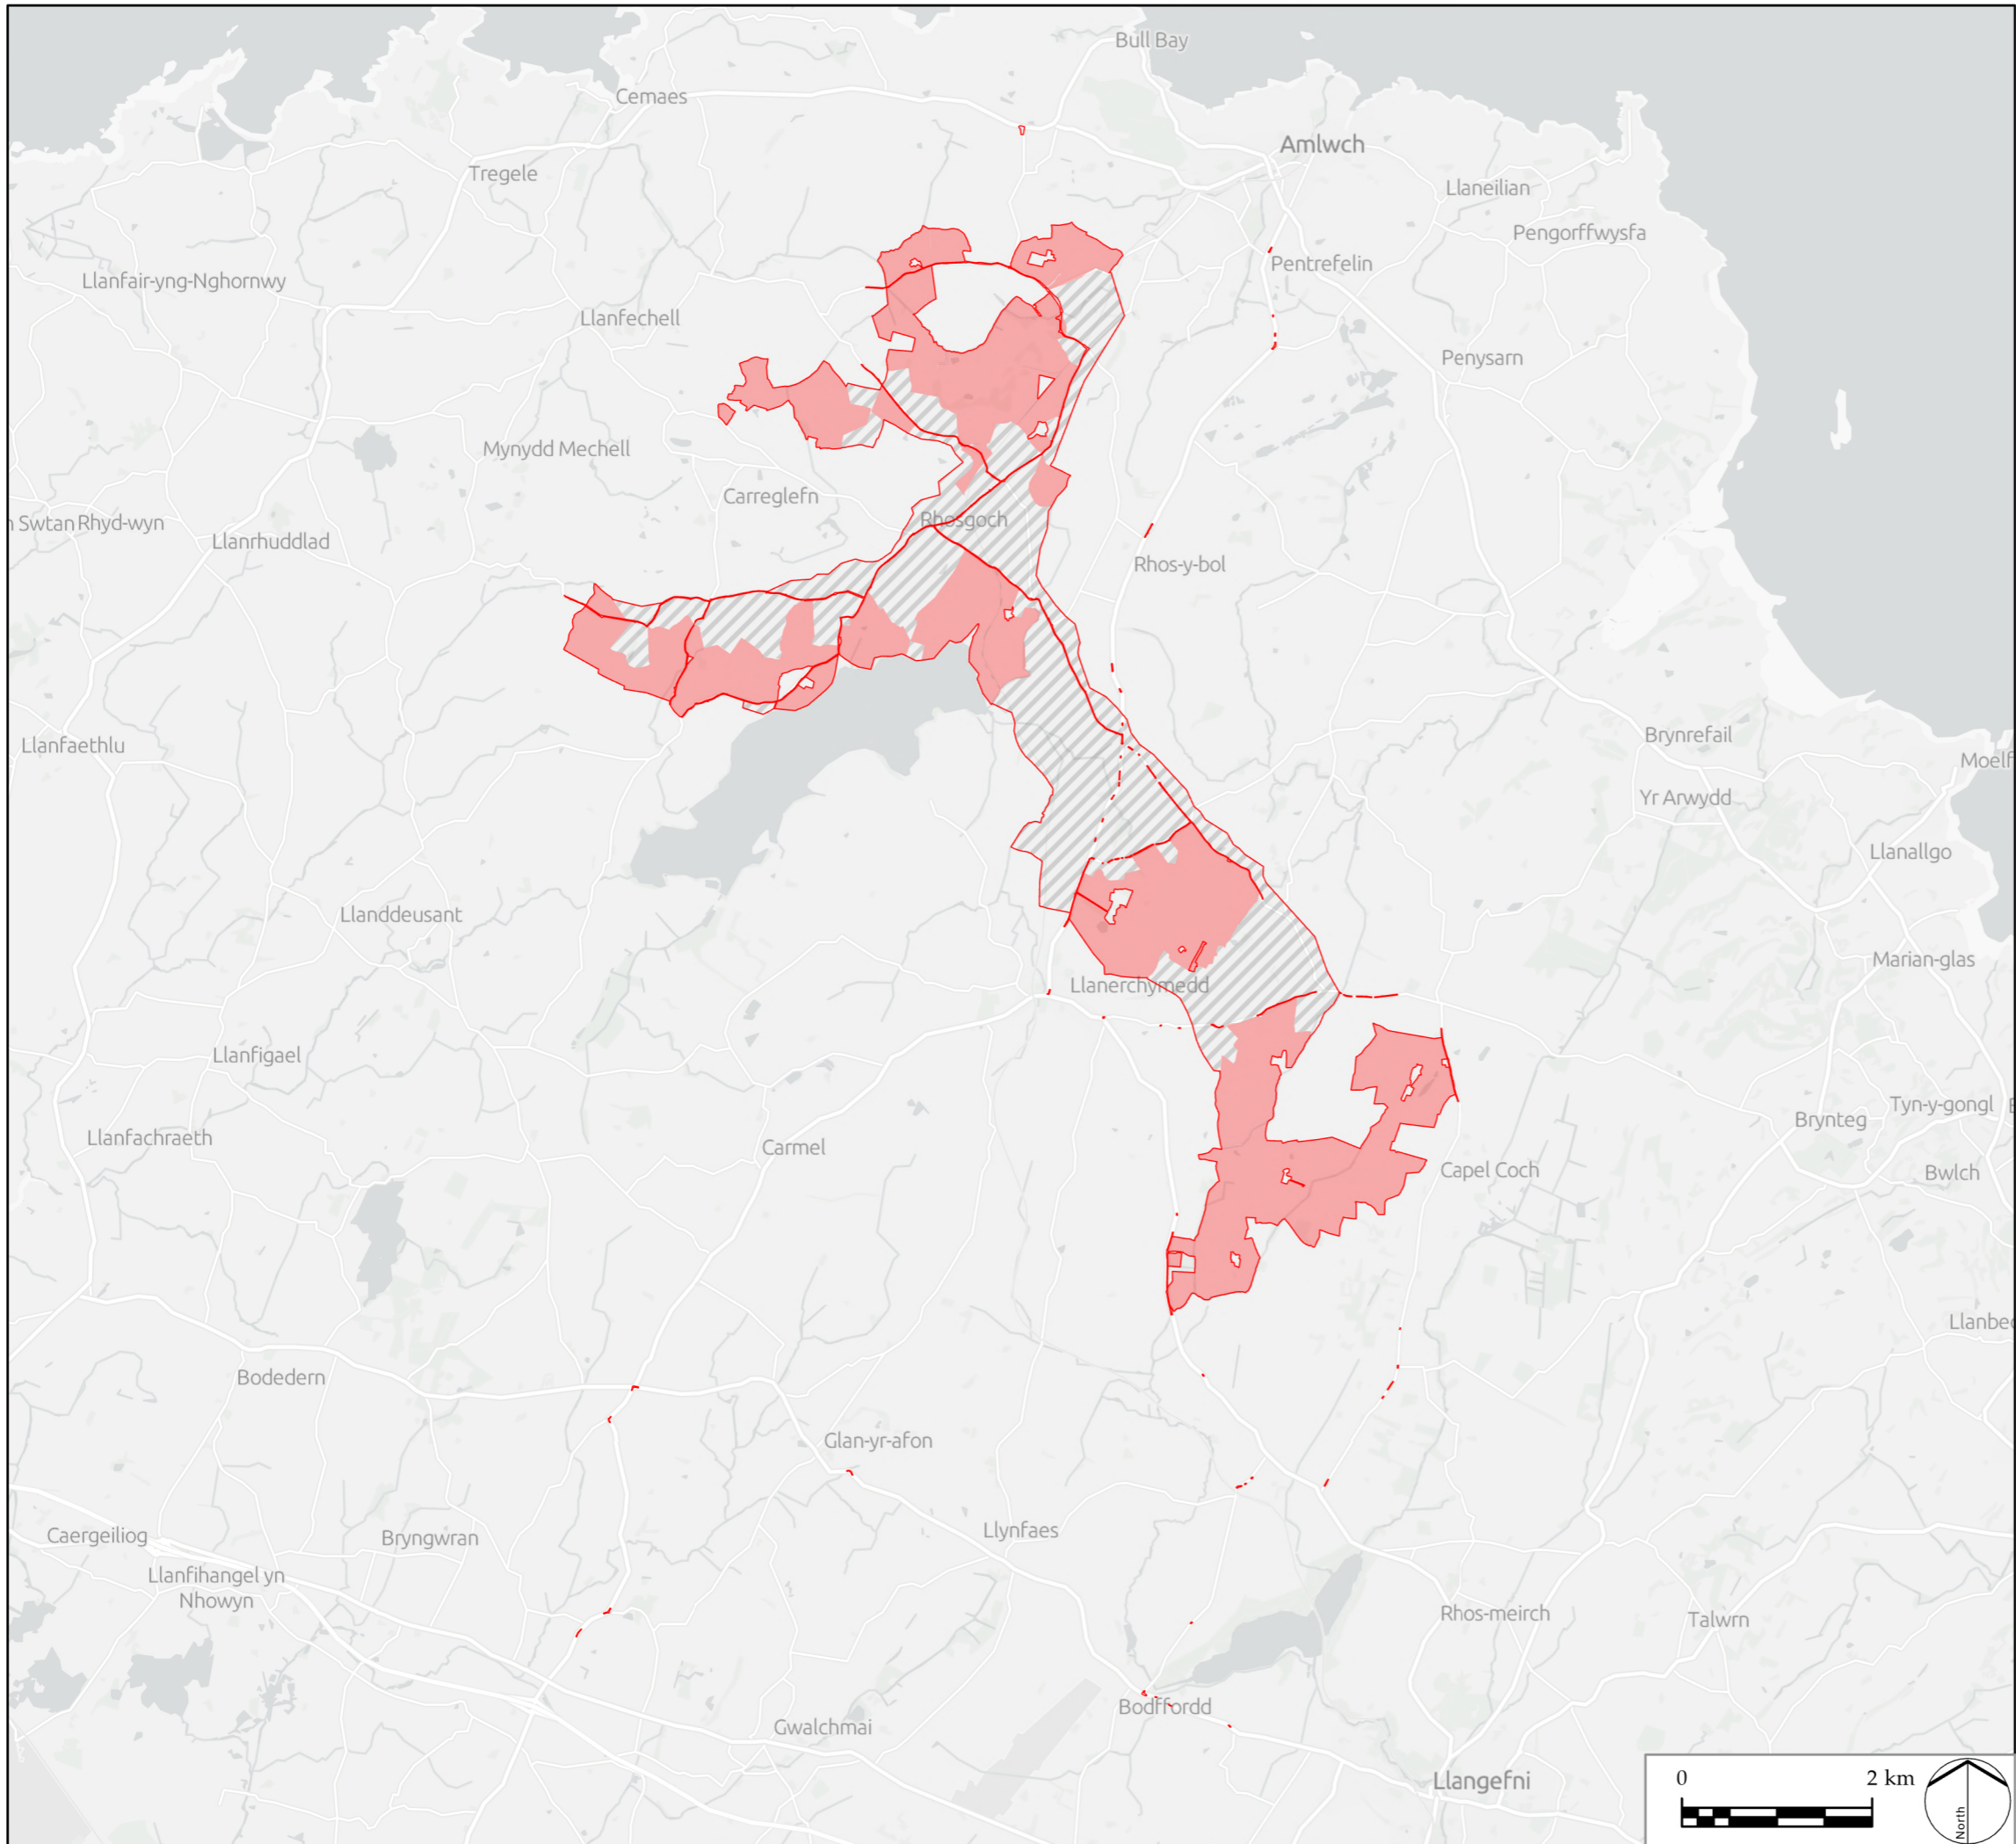 Bull Bay
Cemaes
Amlwch
Tregele
Llaneilian
Pengorffwysfa
Pentrefelin
Llanfair-yng-Nghornwy
Llanfechell
Penysarn
Mynydd Mechell
Carreglefn
Rhosgoch
n Swtan
Rhyd-wyn
Llanrhuddlad
Rhos-y-bol
Brynrefail
Llanfaethlu
Moelf
Yr Arwydd
Llanallgo
Llanddeusant
Marian-glas
Llanerchymedd
Llanfigael
Tyn-y-gongl
Brynteg
Llanfachraeth
Carmel
Capel Coch
Bwlch
Llanbe
Bodedern
Glan-yr-afon
Llynfaes
Caergeiliog
Bryngwran
Llanfihangel yn
Nhowyn
Rhos-meirch
Talwrn
Bodffordd
Gwalchmai
Llangefni
0
2 km
North